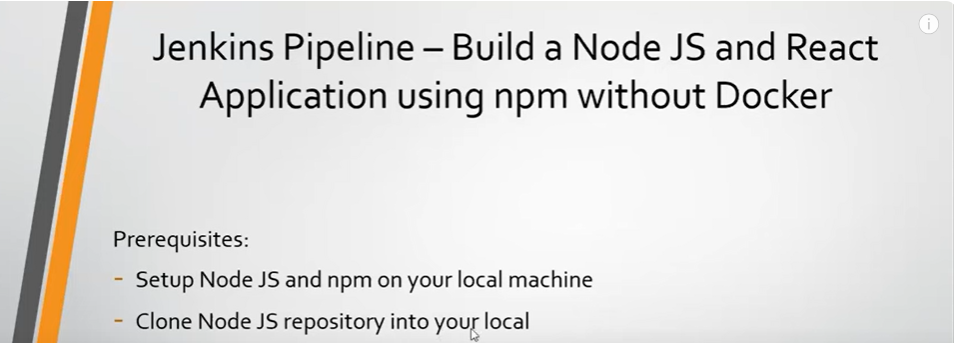 Jenkins Pipeline – Build a Node JS and React
Application using npm without Docker
Prerequisites:
- Setup Node JS and npm on your local machine
- Clone Node JS repository into your local